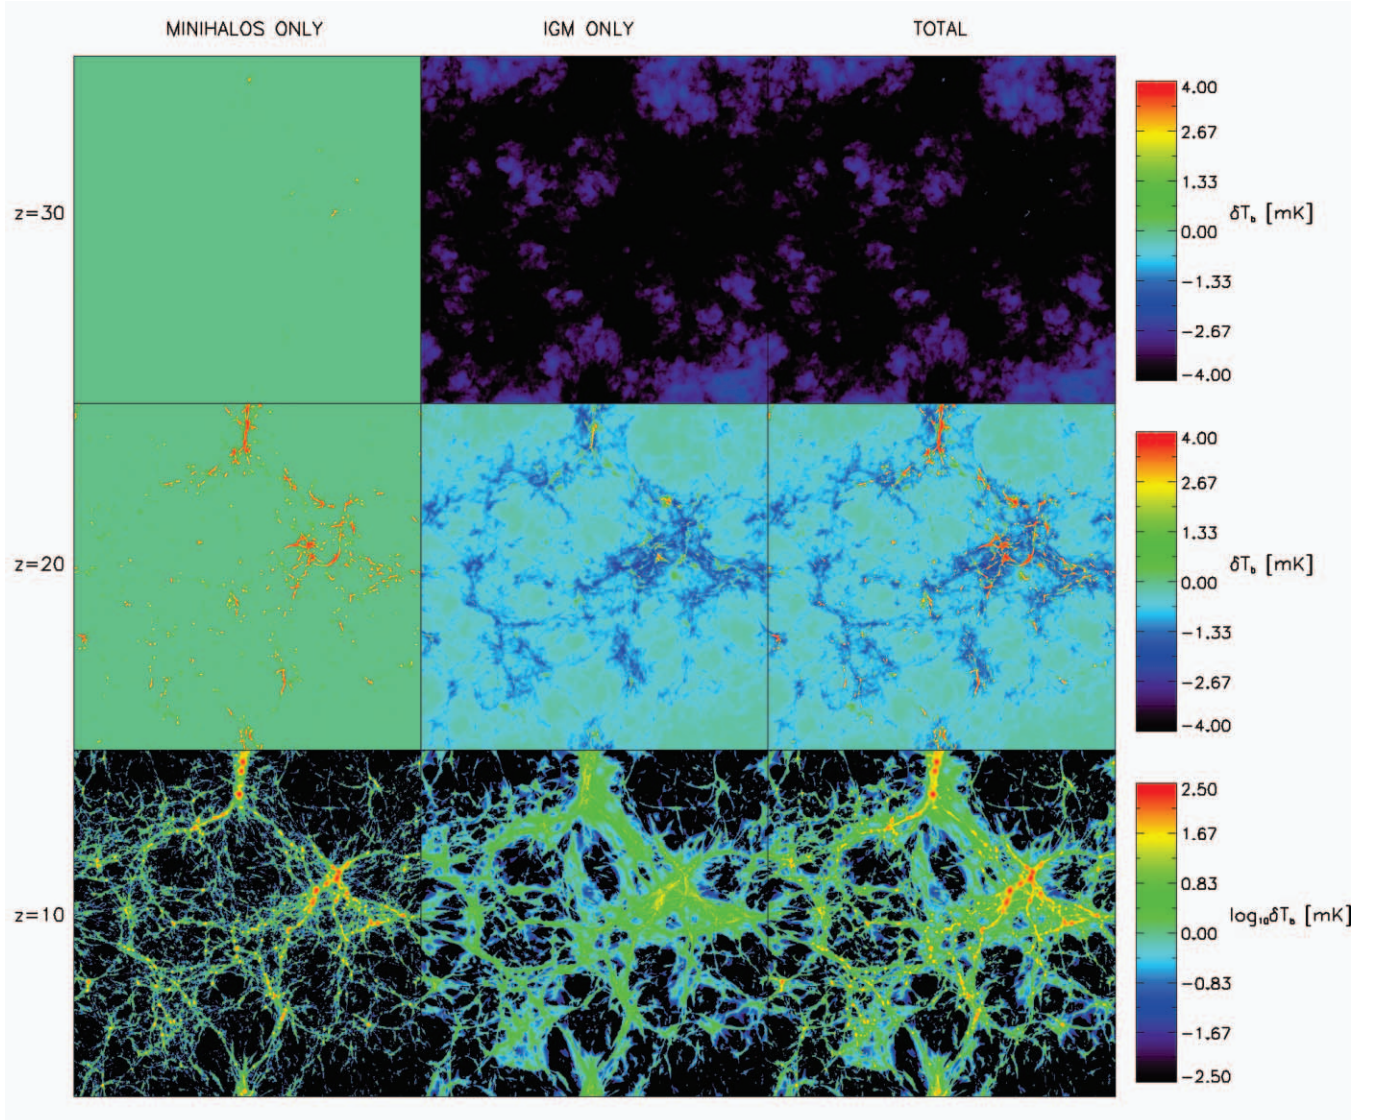 MINIHALOS ONLY
IGM ONLY
TOTAL
z=30
4.00
2.67
1.33
0.00
−1.33
−2.67
−4.00
δT_b [mK]
z=20
4.00
2.67
1.33
0.00
−1.33
−2.67
−4.00
δT_b [mK]
z=10
2.50
1.67
0.83
0.00
−0.83
−1.67
−2.50
log₁₀δT_b [mK]